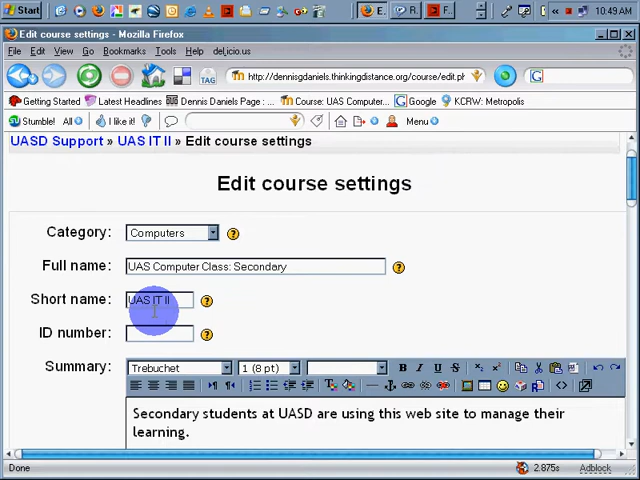 Start
E.
R.
F.
10:49 AM
Edit course settings - Mozilla Firefox
File Edit View Go Bookmarks Tools Help del.icio.us
TAG
http://dennisgdaniels.thinkingdistance.org/course/edit.ph
G
Getting Started Latest Headlines Dennis Daniels Page : ... Course: UAS Computer... Google KCRW: Metropolis
Stumble! All I like it! Menu
UASD Support » UAS IT II » Edit course settings
Edit course settings
Category: Computers
Full name: UAS Computer Class: Secondary
Short name: UAS IT II
ID number:
Summary: Trebuchet 1 (8 pt) B I U S
Secondary students at UASD are using this web site to manage their
learning.
Done 2.875s Adblock